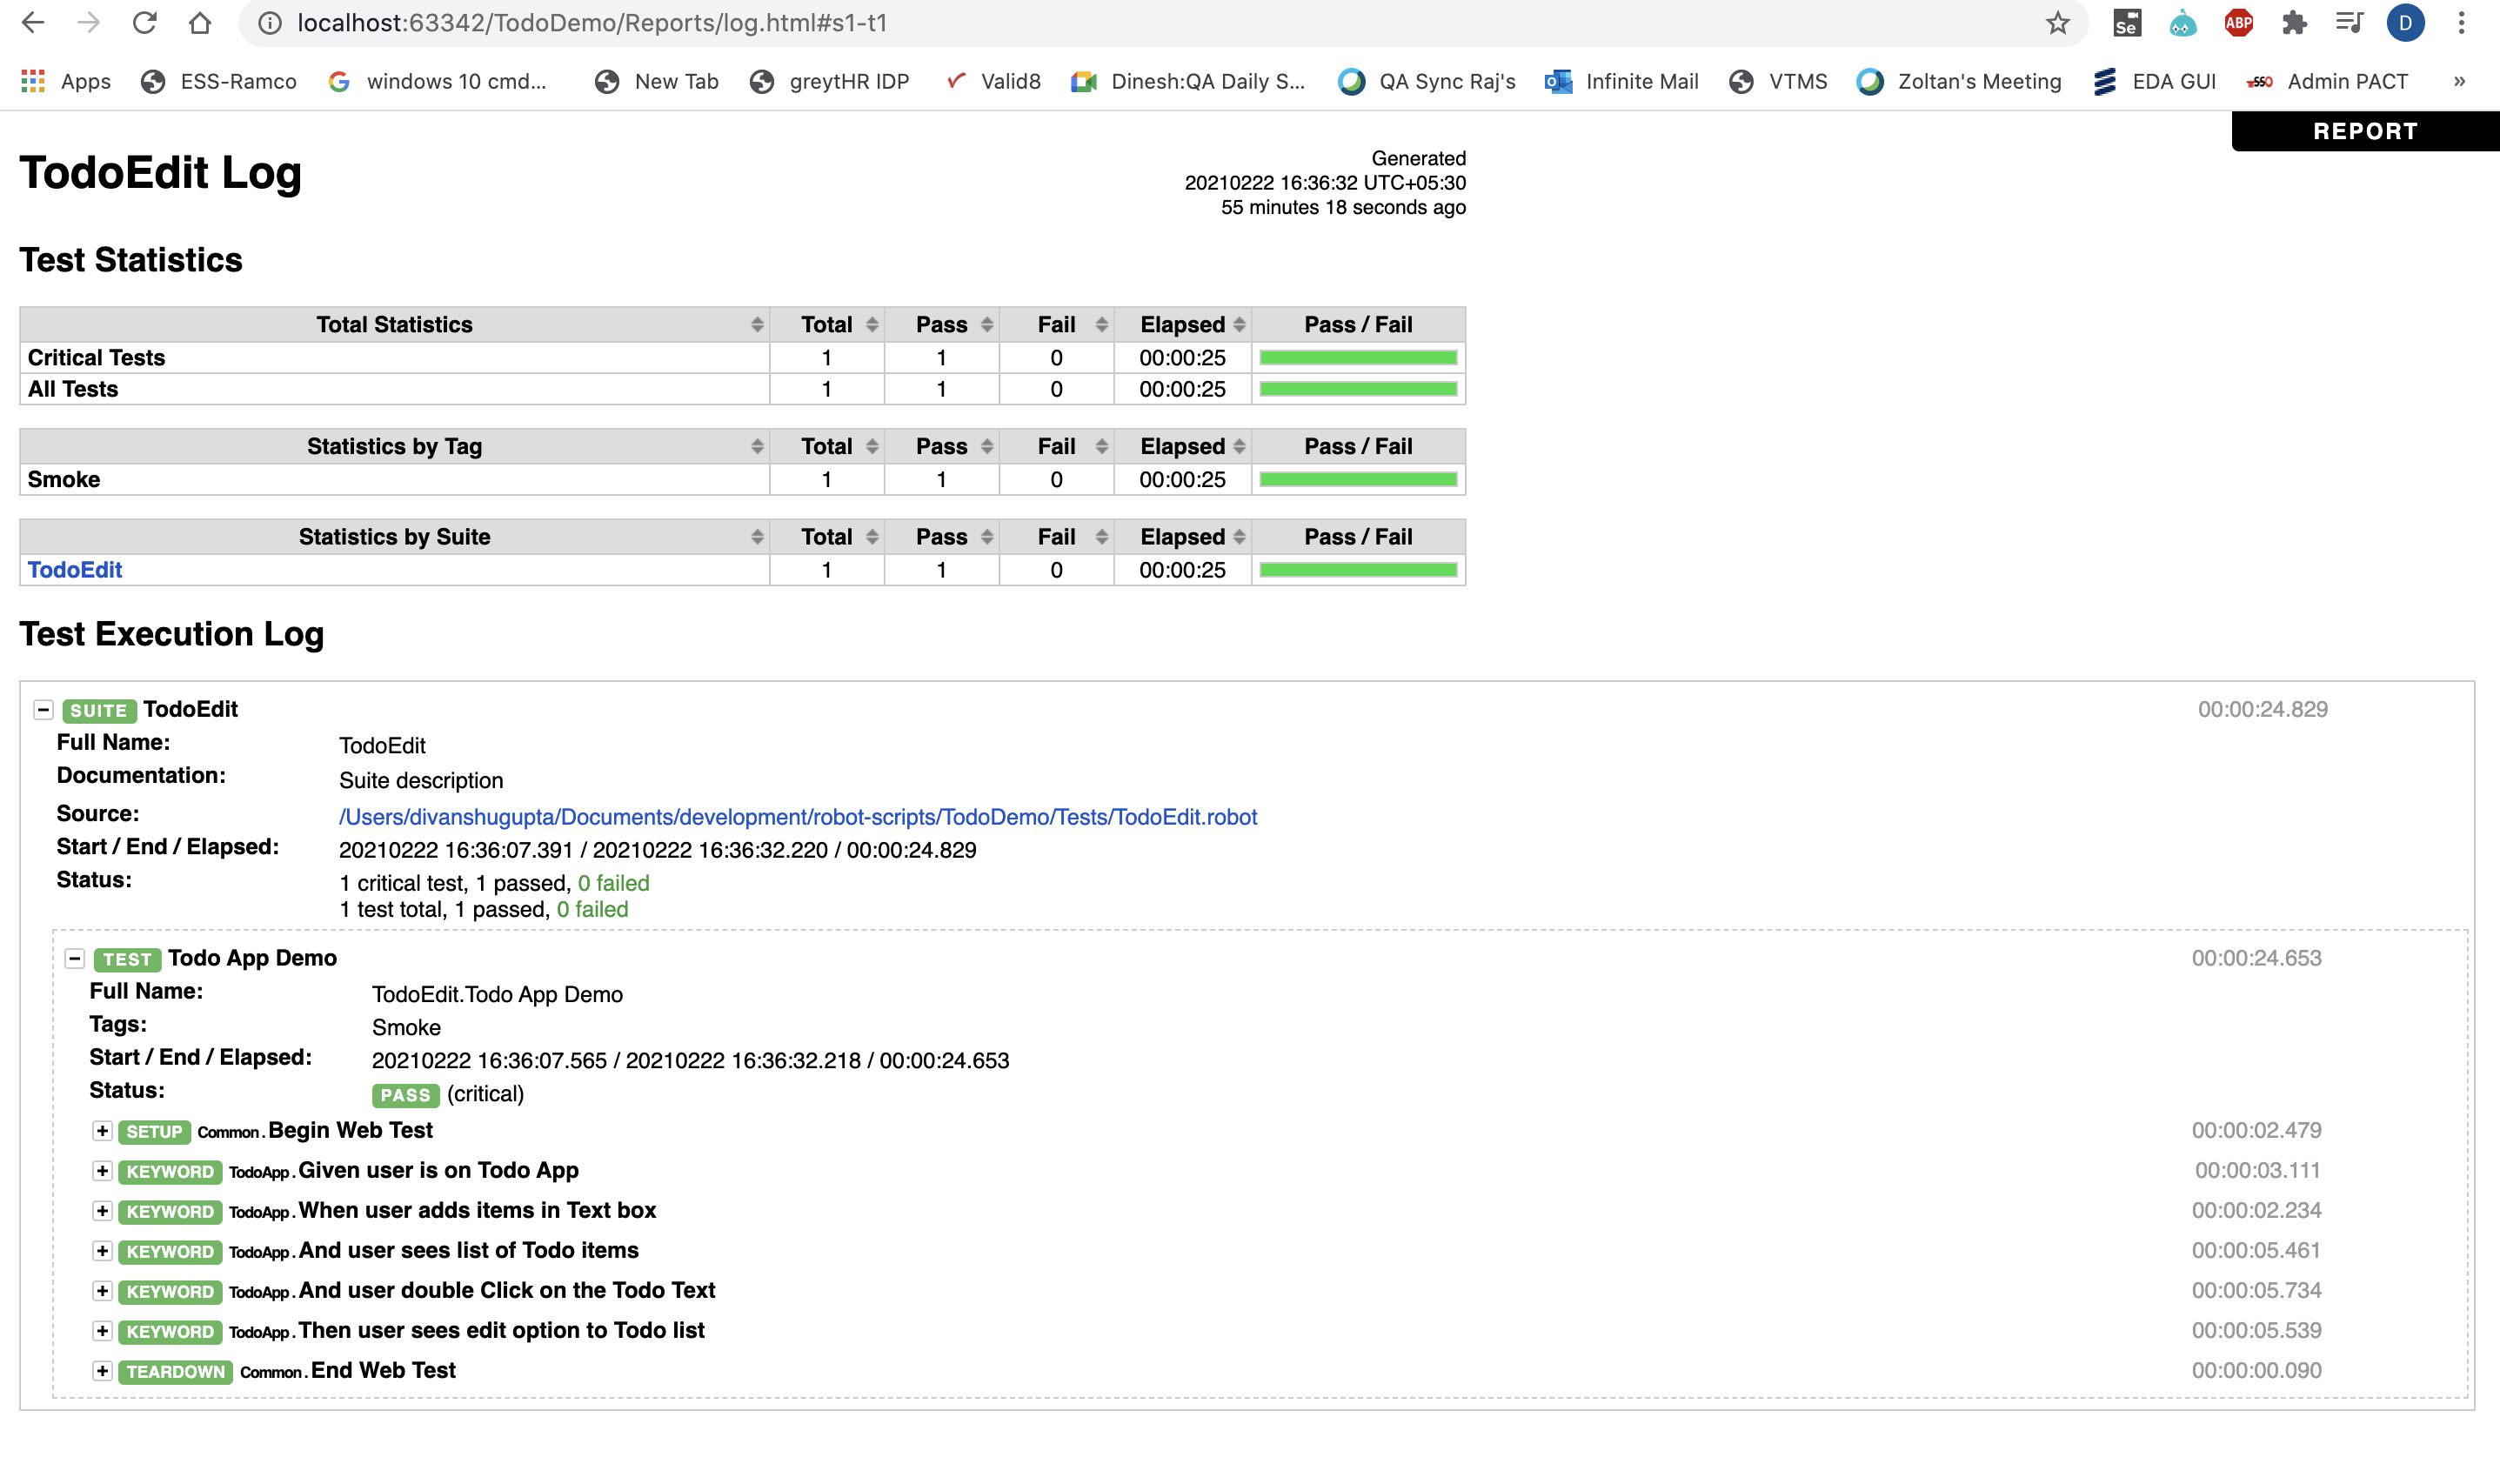 localhost:63342/TodoDemo/Reports/log.html#s1-t1
Se ABP D
Apps ESS-Ramco windows 10 cmd... New Tab greytHR IDP Valid8 Dinesh:QA Daily S... QA Sync Raj's Infinite Mail VTMS Zoltan's Meeting EDA GUI SSO Admin PACT »
REPORT
TodoEdit Log
Generated
20210222 16:36:32 UTC+05:30
55 minutes 18 seconds ago
Test Statistics
Total Statistics Total Pass Fail Elapsed Pass / Fail
Critical Tests 1 1 0 00:00:25
All Tests 1 1 0 00:00:25
Statistics by Tag Total Pass Fail Elapsed Pass / Fail
Smoke 1 1 0 00:00:25
Statistics by Suite Total Pass Fail Elapsed Pass / Fail
TodoEdit 1 1 0 00:00:25
Test Execution Log
- SUITE TodoEdit 00:00:24.829
Full Name: TodoEdit
Documentation: Suite description
Source: /Users/divanshugupta/Documents/development/robot-scripts/TodoDemo/Tests/TodoEdit.robot
Start / End / Elapsed: 20210222 16:36:07.391 / 20210222 16:36:32.220 / 00:00:24.829
Status: 1 critical test, 1 passed, 0 failed
1 test total, 1 passed, 0 failed
- TEST Todo App Demo 00:00:24.653
Full Name: TodoEdit.Todo App Demo
Tags: Smoke
Start / End / Elapsed: 20210222 16:36:07.565 / 20210222 16:36:32.218 / 00:00:24.653
Status: PASS (critical)
+ SETUP Common.Begin Web Test 00:00:02.479
+ KEYWORD TodoApp.Given user is on Todo App 00:00:03.111
+ KEYWORD TodoApp.When user adds items in Text box 00:00:02.234
+ KEYWORD TodoApp.And user sees list of Todo items 00:00:05.461
+ KEYWORD TodoApp.And user double Click on the Todo Text 00:00:05.734
+ KEYWORD TodoApp.Then user sees edit option to Todo list 00:00:05.539
+ TEARDOWN Common.End Web Test 00:00:00.090